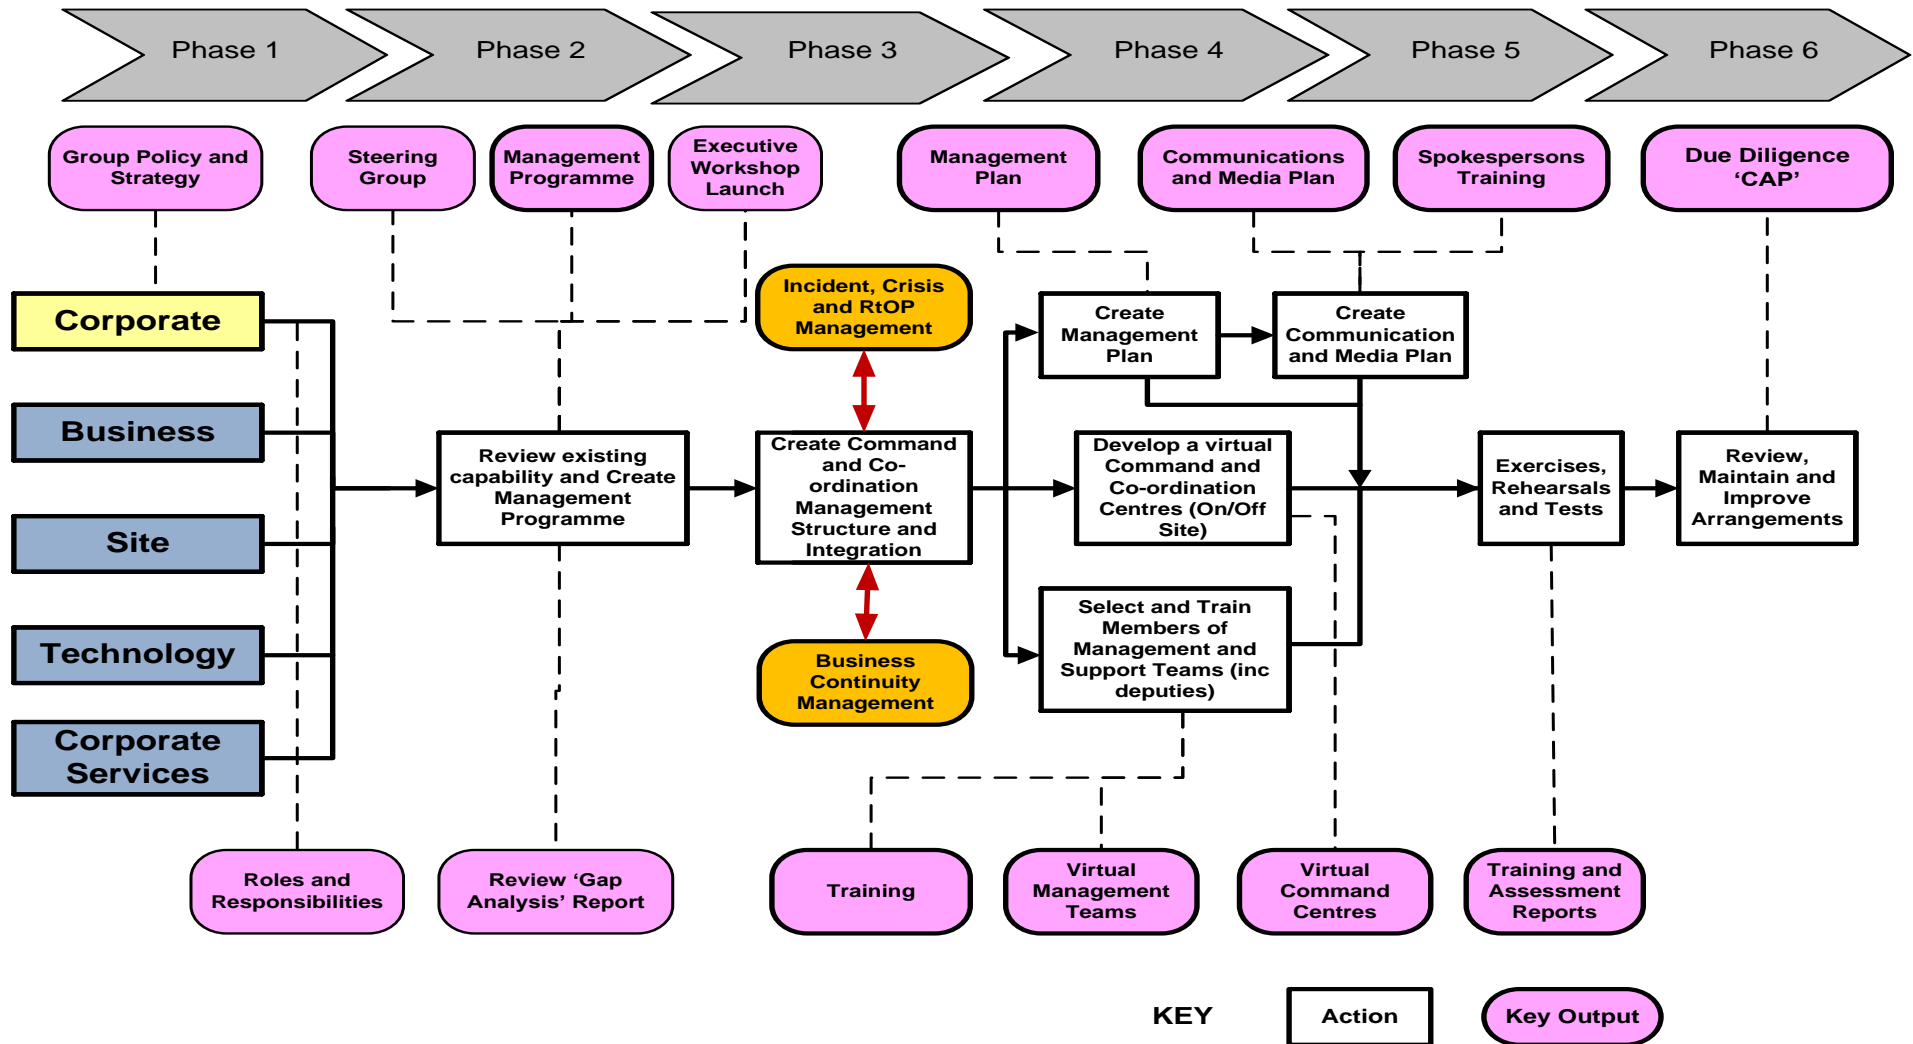 Phase 1
Phase 2
Phase 3
Phase 4
Phase 5
Phase 6
Group Policy and
Strategy
Steering
Group
Management
Programme
Executive
Workshop
Launch
Management
Plan
Communications
and Media Plan
Spokespersons
Training
Due Diligence
‘CAP’
Corporate
Business
Site
Technology
Corporate
Services
Review existing
capability and Create
Management
Programme
Incident, Crisis
and RtOP
Management
Create Command
and Co-
ordination
Management
Structure and
Integration
Business
Continuity
Management
Create
Management
Plan
Create
Communication
and Media Plan
Develop a virtual
Command and
Co-ordination
Centres (On/Off
Site)
Select and Train
Members of
Management and
Support Teams (inc
deputies)
Exercises,
Rehearsals
and Tests
Review,
Maintain and
Improve
Arrangements
Roles and
Responsibilities
Review ‘Gap
Analysis’ Report
Training
Virtual
Management
Teams
Virtual
Command
Centres
Training and
Assessment
Reports
KEY
Action
Key Output